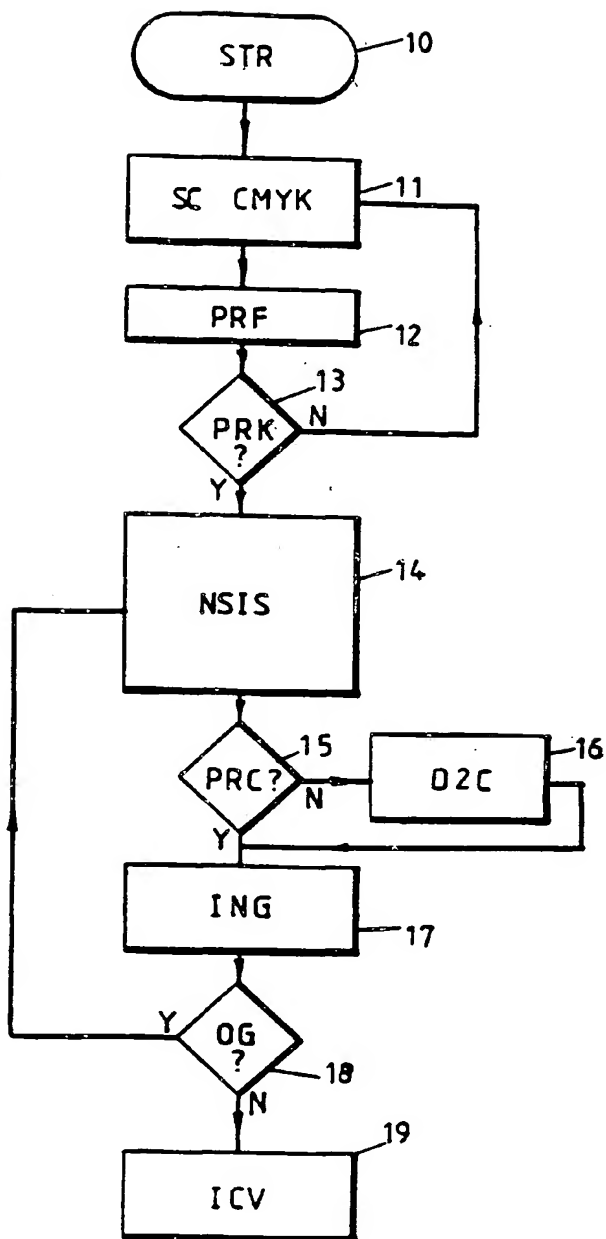 STR
10
SC CMYK
11
PRF
12
13
PRK
?
N
Y
NSIS
14
15
PRC?
N
Y
D2C
16
ING
17
Y
OG
?
18
N
ICV
19